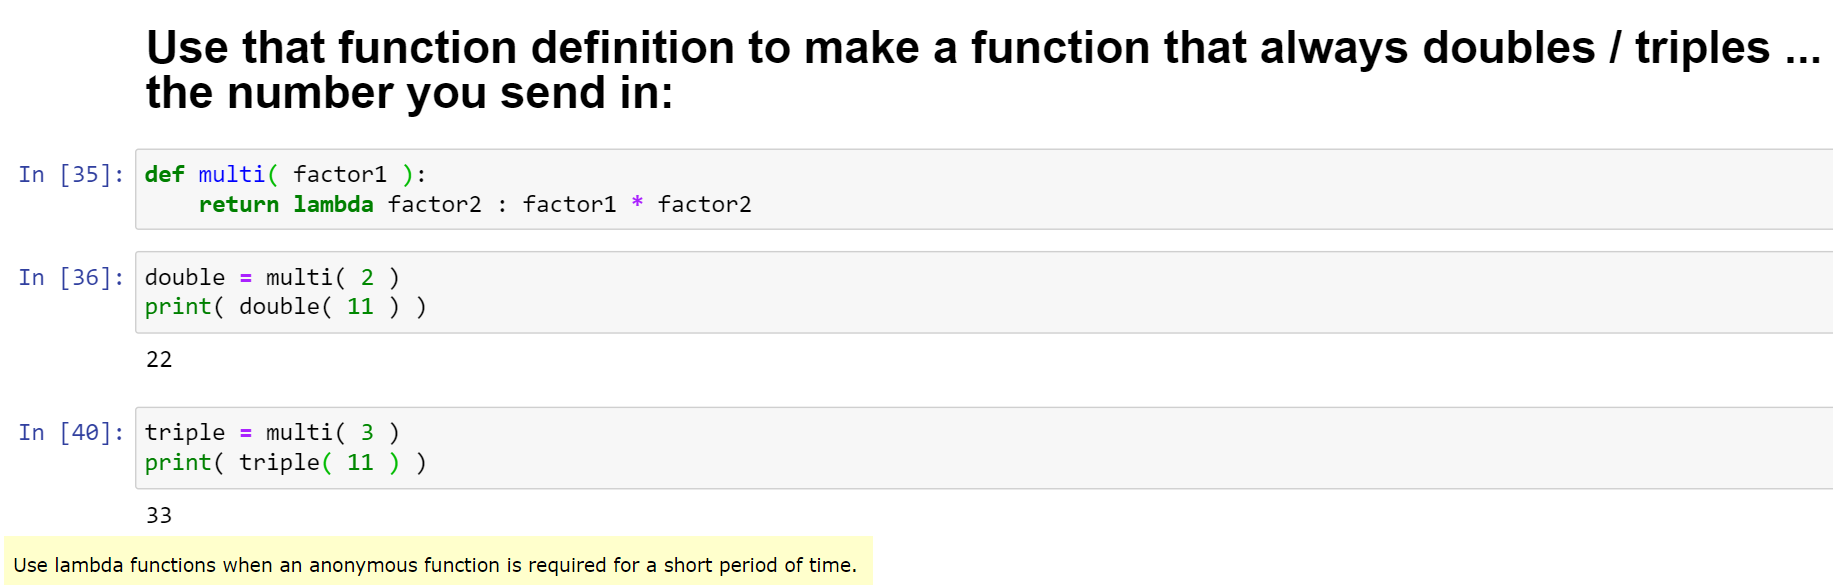 Use that function definition to make a function that always doubles / triples ...
the number you send in:
In [35]: def multi( factor1 ):
return lambda factor2 : factor1 * factor2
In [36]: double = multi( 2 )
print( double( 11 ) )
22
In [40]: triple = multi( 3 )
print( triple( 11 ) )
33
Use lambda functions when an anonymous function is required for a short period of time.